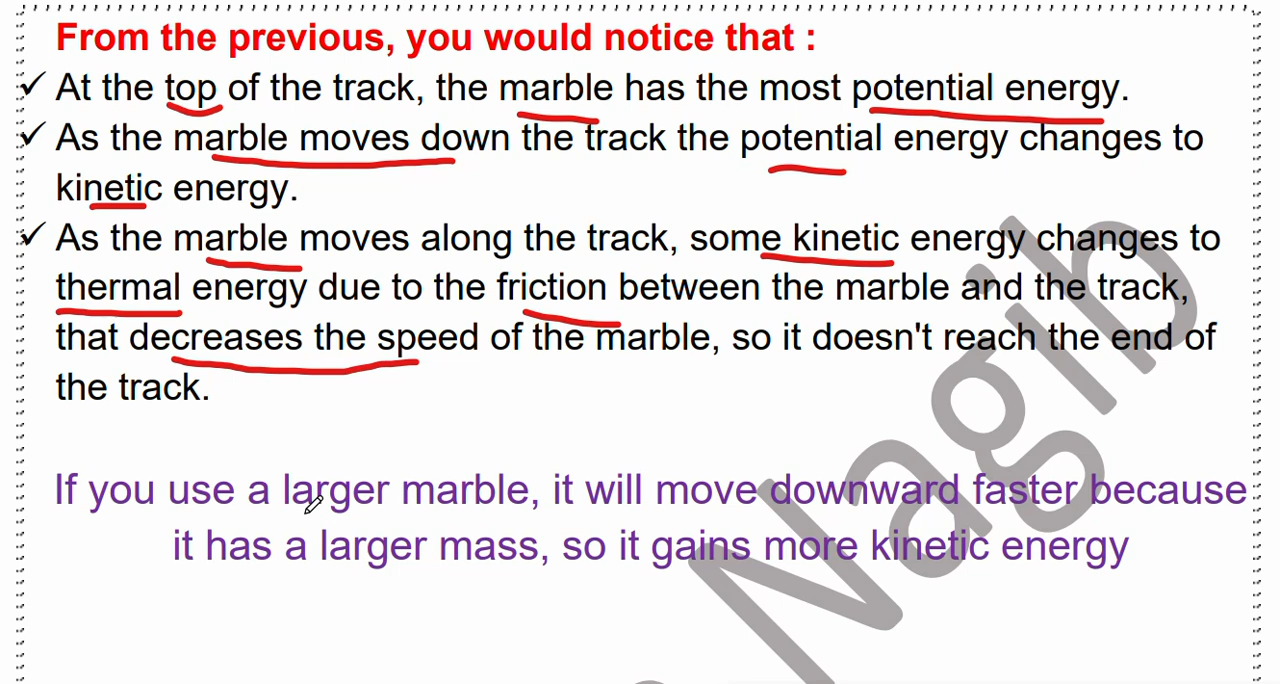 From the previous, you would notice that :
✓ At the top of the track, the marble has the most potential energy.
✓ As the marble moves down the track the potential energy changes to
kinetic energy.
✓ As the marble moves along the track, some kinetic energy changes to
thermal energy due to the friction between the marble and the track,
that decreases the speed of the marble, so it doesn't reach the end of
the track.
If you use a larger marble, it will move downward faster because
it has a larger mass, so it gains more kinetic energy
Nagib